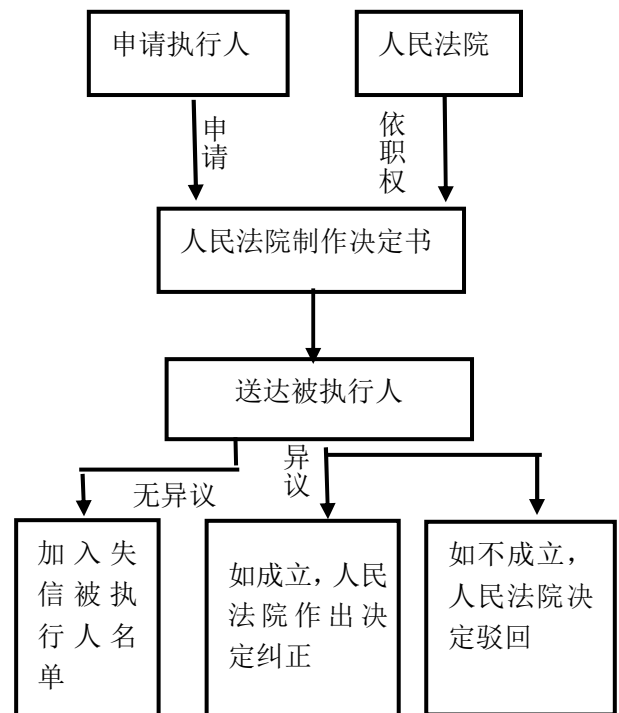 申请执行人
人民法院
申请
依职权
人民法院制作决定书
送达被执行人
无异议
异议
加入失
信被执
行人名
单
如成立，人民
法院作出决
定纠正
如不成立，
人民法院决
定驳回